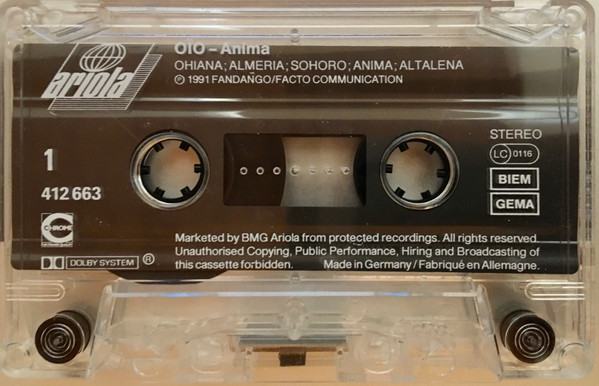 OIO – Anima
ariola
OHIANA; ALMERIA; SOHORO; ANIMA; ALTALENA
Ⓟ 1991 FANDAÑGO/FACTO COMMUNICATION
STEREO
LC 0116
1
BIEM
412 663
GEMA
CHROME
Marketed by BMG Ariola from protected recordings. All rights reserved.
Unauthorised Copying, Public Performance, Hiring and Broadcasting of
this cassette forbidden. Made in Germany / Fabriqué en Allemagne.
DOLBY SYSTEM ®